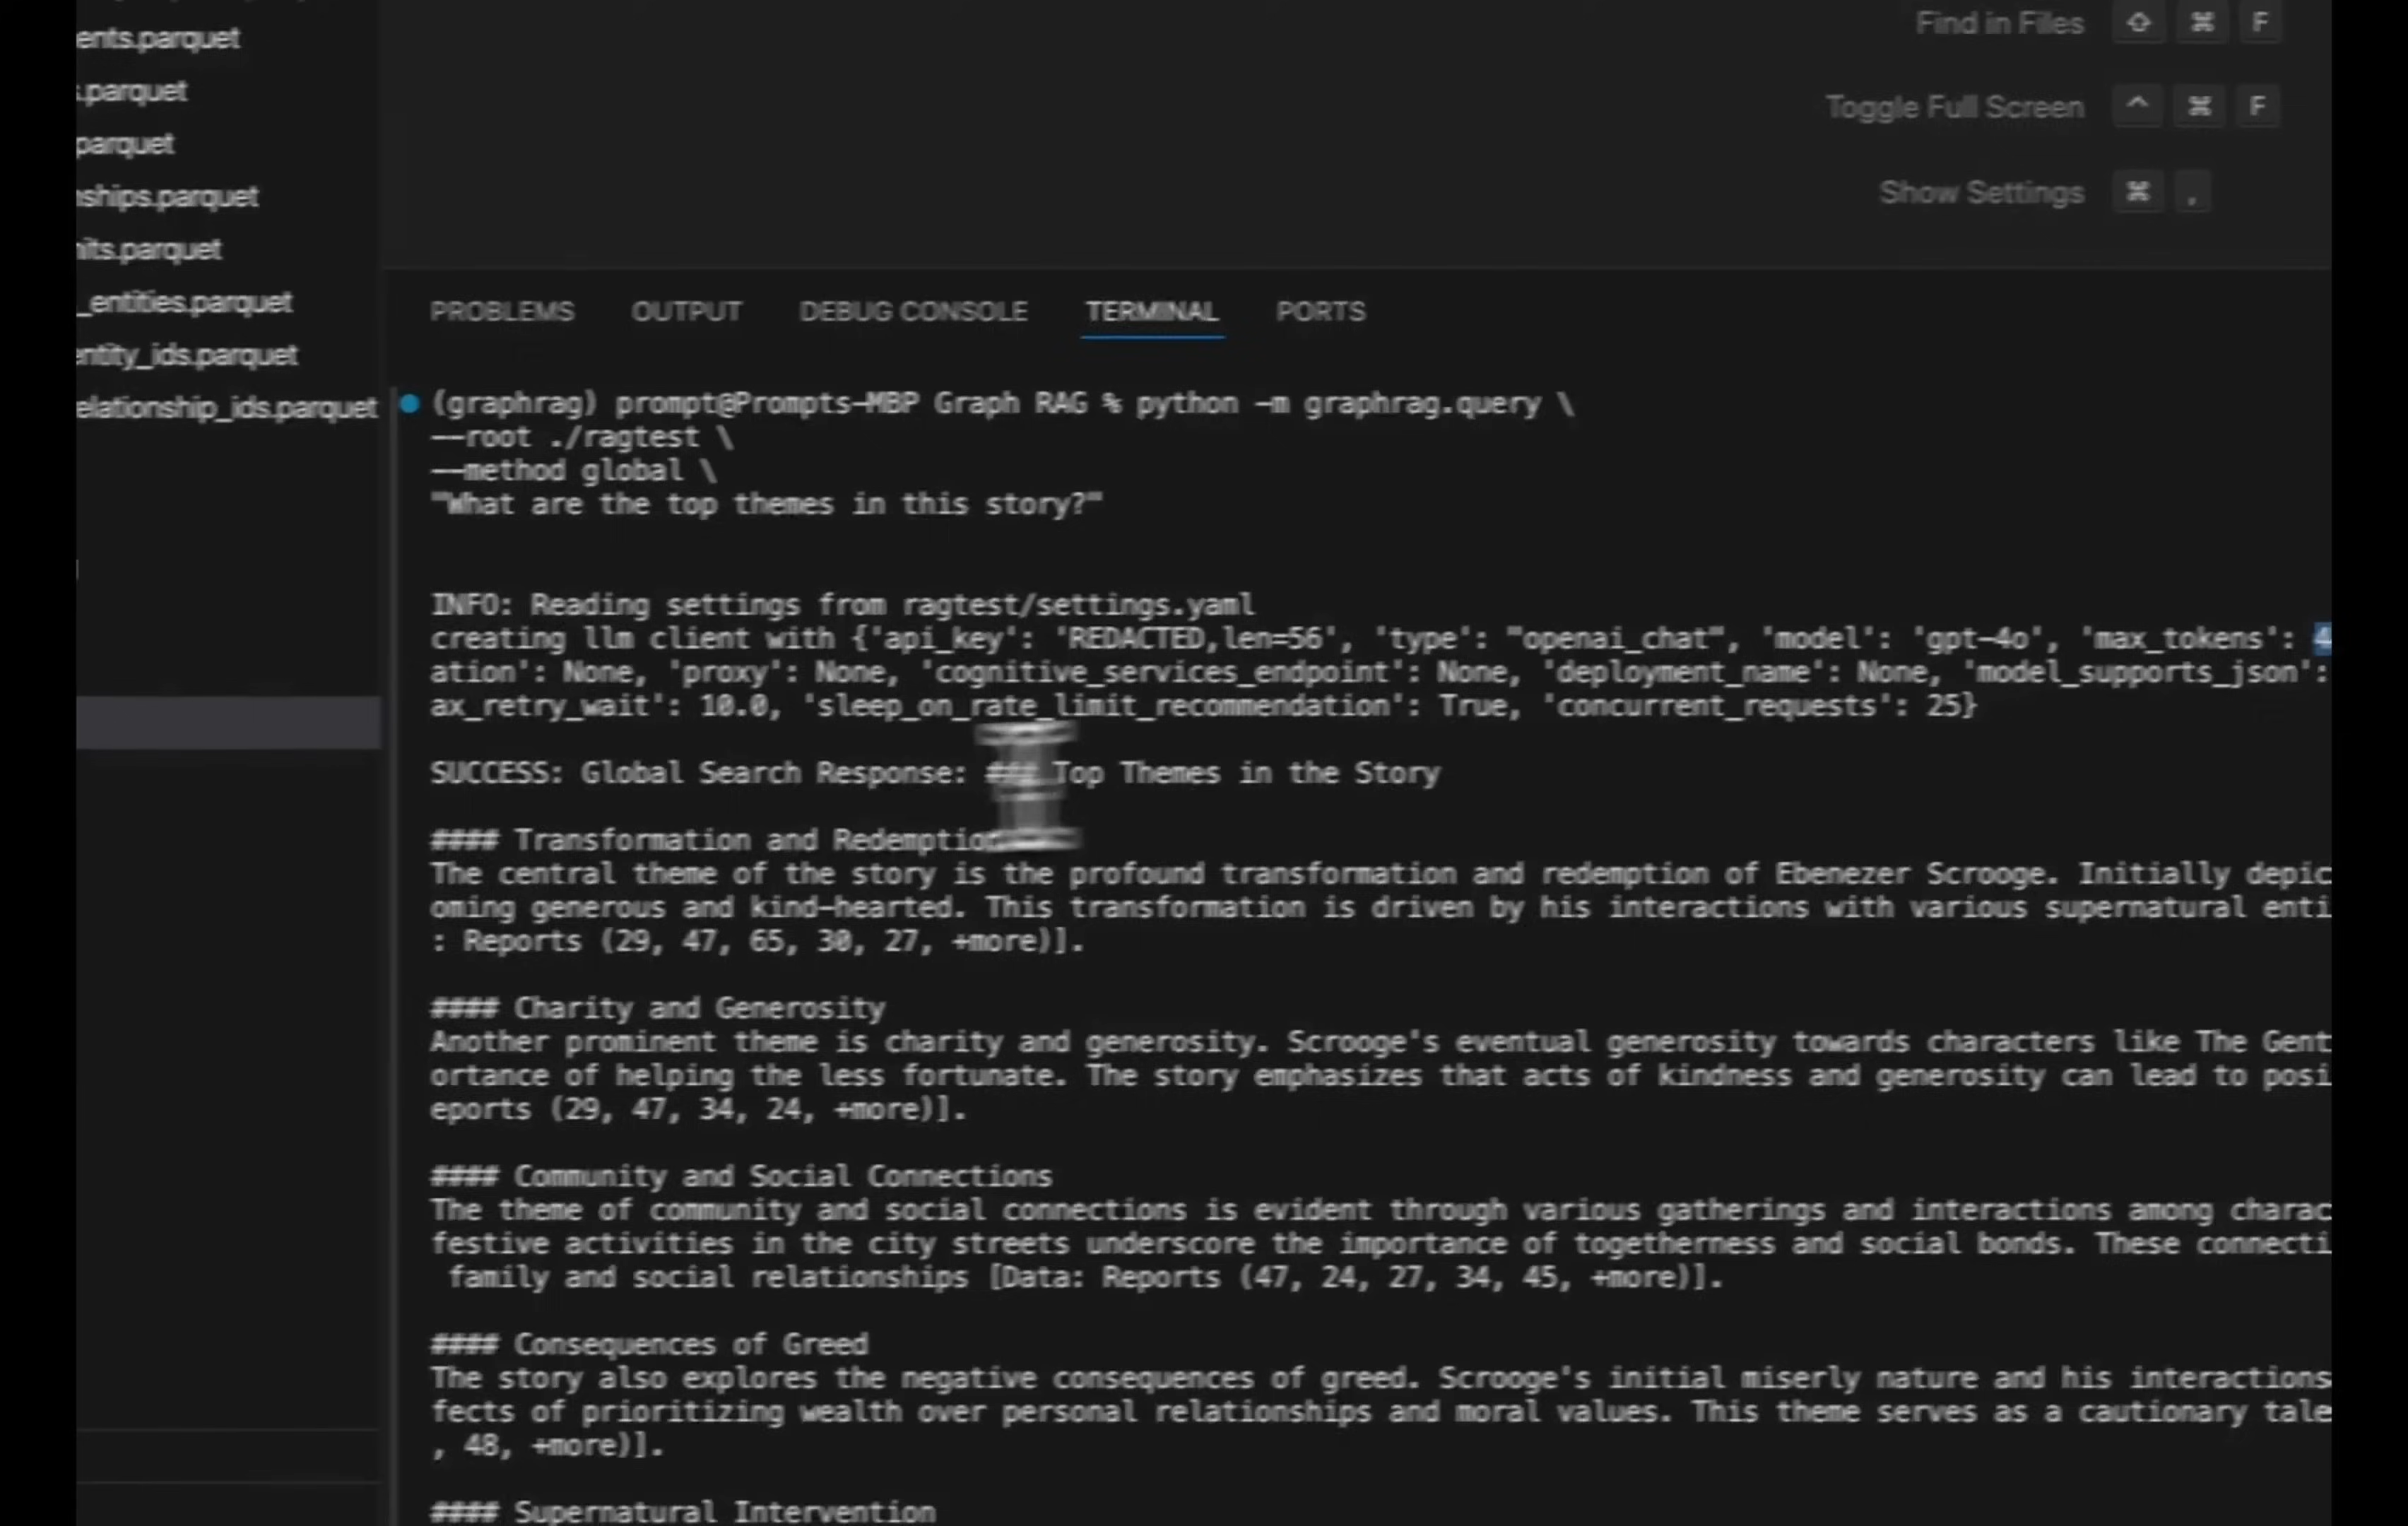 ents.parquet
.parquet
parquet
ships.parquet
its.parquet
_entities.parquet
entity_ids.parquet
elationship_ids.parquet
Find in Files ⇧ ⌘ F
Toggle Full Screen ^ ⌘ F
Show Settings ⌘ ,
PROBLEMS OUTPUT DEBUG CONSOLE TERMINAL PORTS
(graphrag) prompt@Prompts-MBP Graph RAG % python -m graphrag.query \
--root ./ragtest \
--method global \
"What are the top themes in this story?"
INFO: Reading settings from ragtest/settings.yaml
creating llm client with {'api_key': 'REDACTED,len=56', 'type': "openai_chat", 'model': 'gpt-4o', 'max_tokens': 4
ation': None, 'proxy': None, 'cognitive_services_endpoint': None, 'deployment_name': None, 'model_supports_json':
ax_retry_wait': 10.0, 'sleep_on_rate_limit_recommendation': True, 'concurrent_requests': 25}
SUCCESS: Global Search Response: ### Top Themes in the Story
#### Transformation and Redemption
The central theme of the story is the profound transformation and redemption of Ebenezer Scrooge. Initially depic
oming generous and kind-hearted. This transformation is driven by his interactions with various supernatural enti
: Reports (29, 47, 65, 30, 27, +more)].
#### Charity and Generosity
Another prominent theme is charity and generosity. Scrooge's eventual generosity towards characters like The Gent
ortance of helping the less fortunate. The story emphasizes that acts of kindness and generosity can lead to posi
eports (29, 47, 34, 24, +more)].
#### Community and Social Connections
The theme of community and social connections is evident through various gatherings and interactions among charac
festive activities in the city streets underscore the importance of togetherness and social bonds. These connecti
family and social relationships [Data: Reports (47, 24, 27, 34, 45, +more)].
#### Consequences of Greed
The story also explores the negative consequences of greed. Scrooge's initial miserly nature and his interactions
fects of prioritizing wealth over personal relationships and moral values. This theme serves as a cautionary tale
, 48, +more)].
#### Supernatural Intervention